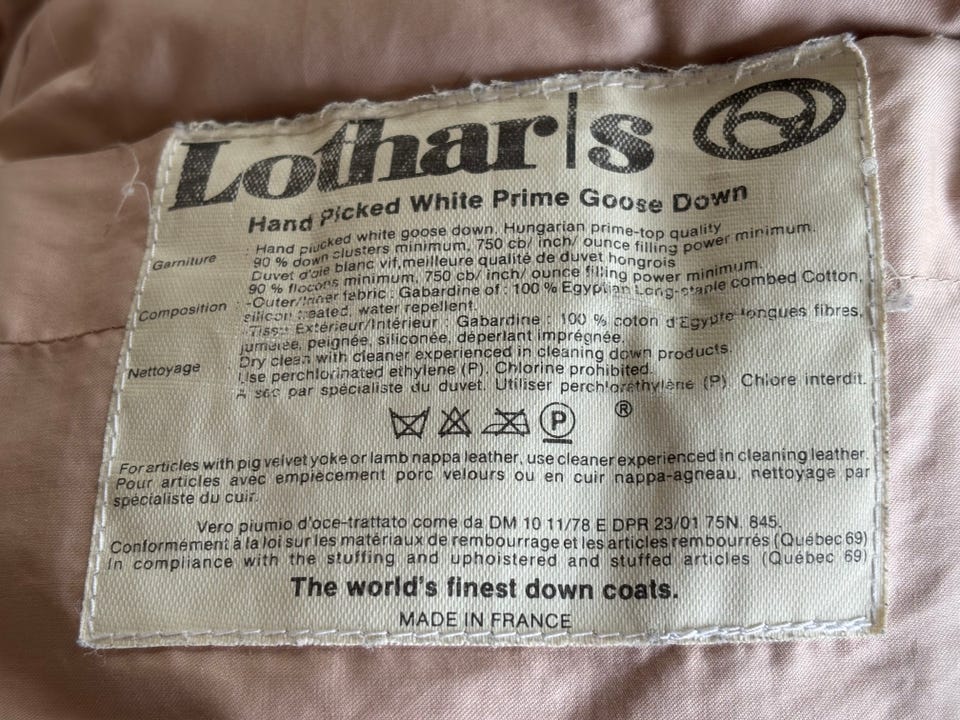 Lothar|s
Hand Picked White Prime Goose Down
Garniture : Hand plucked white goose down. Hungarian prime-top quality
90 % down clusters minimum, 750 cb/ inch/ ounce filling power minimum.
Duvet d'oie blanc vif, meilleure qualité de duvet hongrois
90 % flocons minimum, 750 cb/ inch/ ounce filling power minimum.
Composition : -Outer/Inner fabric : Gabardine of : 100 % Egyptian Long-staple combed Cotton,
silicon treated, water repellent.
-Tissu Extérieur/Intérieur : Gabardine : 100 % coton d'Egypte longues fibres,
jumelée, peignée, siliconée, déperlant imprégnée.
Nettoyage Dry clean with cleaner experienced in cleaning down products.
Use perchlorinated ethylene (P). Chlorine prohibited.
A sec par spécialiste du duvet. Utiliser perchloréthylène (P). Chlore interdit.
P ®
For articles with pig velvet yoke or lamb nappa leather, use cleaner experienced in cleaning leather.
Pour articles avec empiècement porc velours ou en cuir nappa-agneau, nettoyage par
spécialiste du cuir.
Vero piumio d'oce-trattato come da DM 10 11/78 E DPR 23/01 75N. 845.
Conformément à la loi sur les matériaux de rembourrage et les articles rembourrés (Québec 69)
In compliance with the stuffing and uphoistered and stuffed articles (Québec 69)
The world's finest down coats.
MADE IN FRANCE